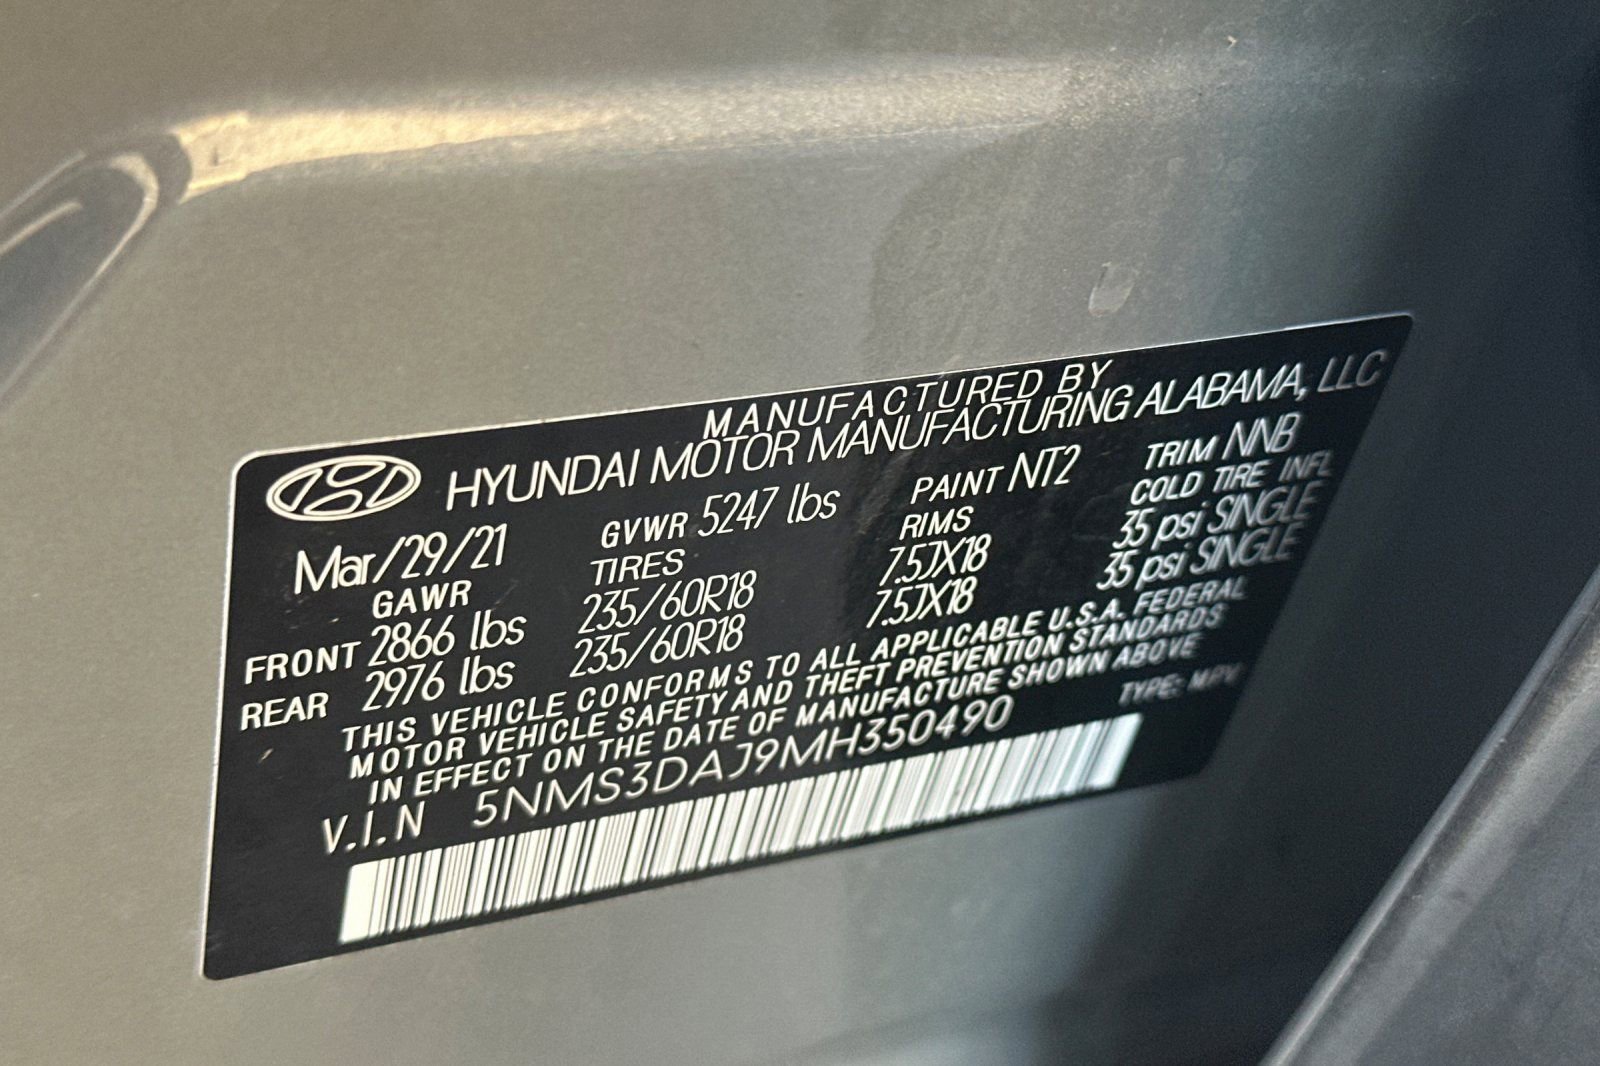 MANUFACTURED BY
HYUNDAI MOTOR MANUFACTURING ALABAMA, LLC
Mar/29/21 GVWR 5247 lbs PAINT NT2 TRIM NNB
GAWR TIRES RIMS COLD TIRE INFL
FRONT 2866 lbs 235/60R18 7.5JX18 35 psi SINGLE
REAR 2976 lbs 235/60R18 7.5JX18 35 psi SINGLE
THIS VEHICLE CONFORMS TO ALL APPLICABLE U.S.A. FEDERAL
MOTOR VEHICLE SAFETY AND THEFT PREVENTION STANDARDS
IN EFFECT ON THE DATE OF MANUFACTURE SHOWN ABOVE
V.I.N 5NMS3DAJ9MH350490 TYPE: MPV